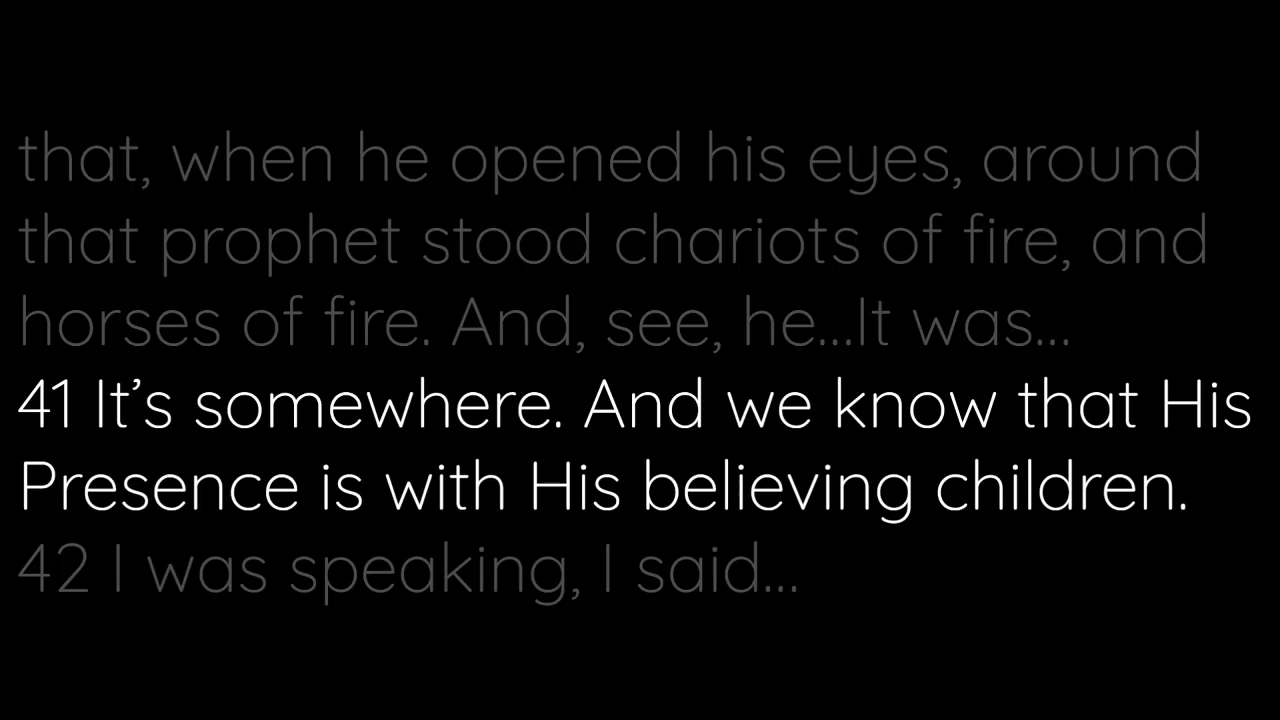 that, when he opened his eyes, around
that prophet stood chariots of fire, and
horses of fire. And, see, he...It was...
41 It’s somewhere. And we know that His
Presence is with His believing children.
42 I was speaking, I said...